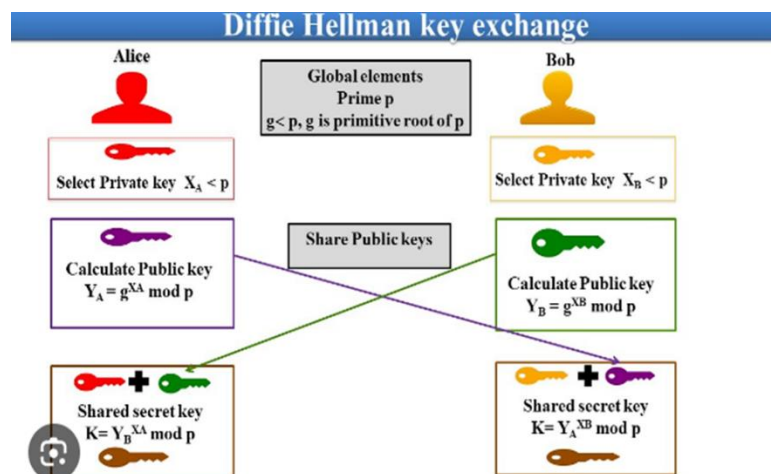 Diffie Hellman key exchange
Alice
Bob
Global elements
Prime p
g< p, g is primitive root of p
Select Private key X_A < p
Select Private key X_B < p
Share Public keys
Calculate Public key
Y_A = g^XA mod p
Calculate Public key
Y_B = g^XB mod p
Shared secret key
K= Y_B^XA mod p
Shared secret key
K= Y_A^XB mod p